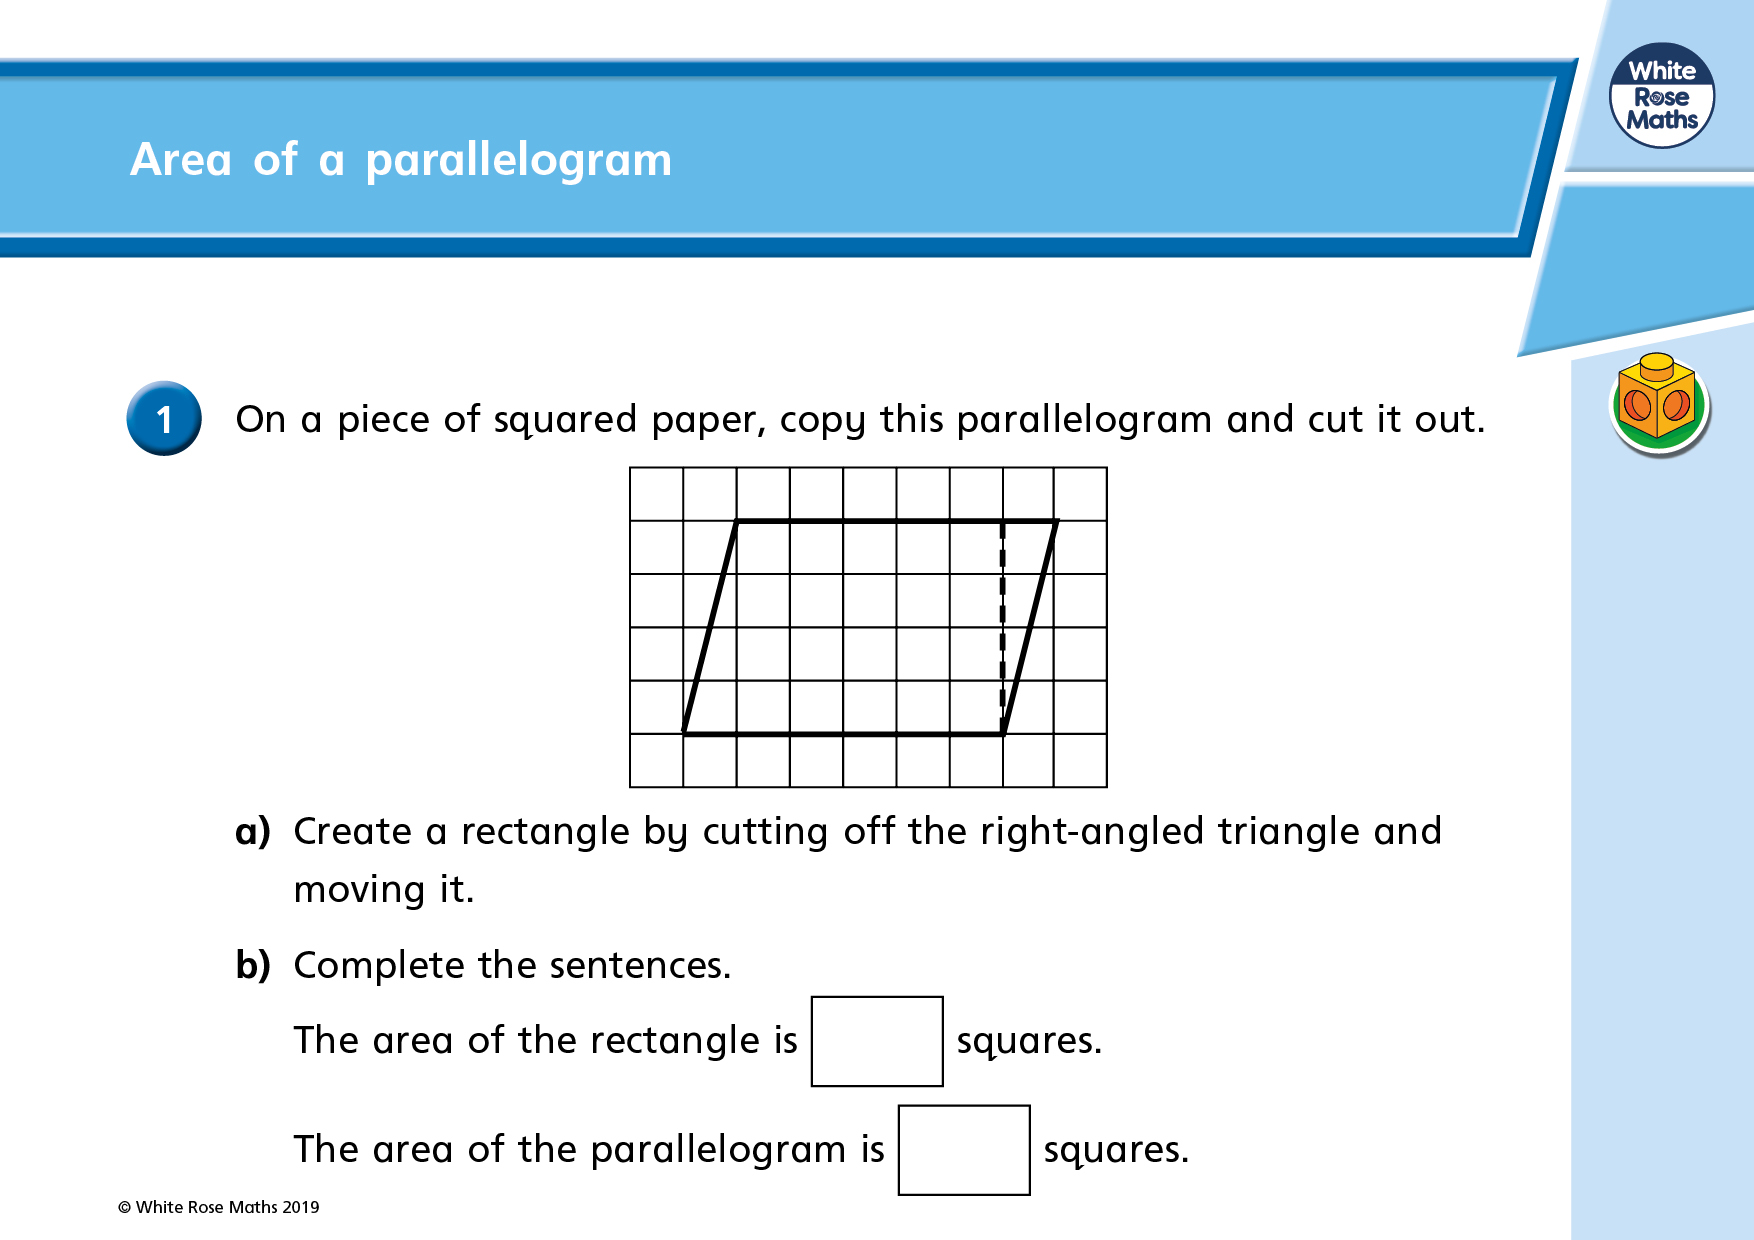 White
Rose
Maths
Area of a parallelogram
1 On a piece of squared paper, copy this parallelogram and cut it out.
a) Create a rectangle by cutting off the right-angled triangle and
moving it.
b) Complete the sentences.
The area of the rectangle is squares.
The area of the parallelogram is squares.
© White Rose Maths 2019